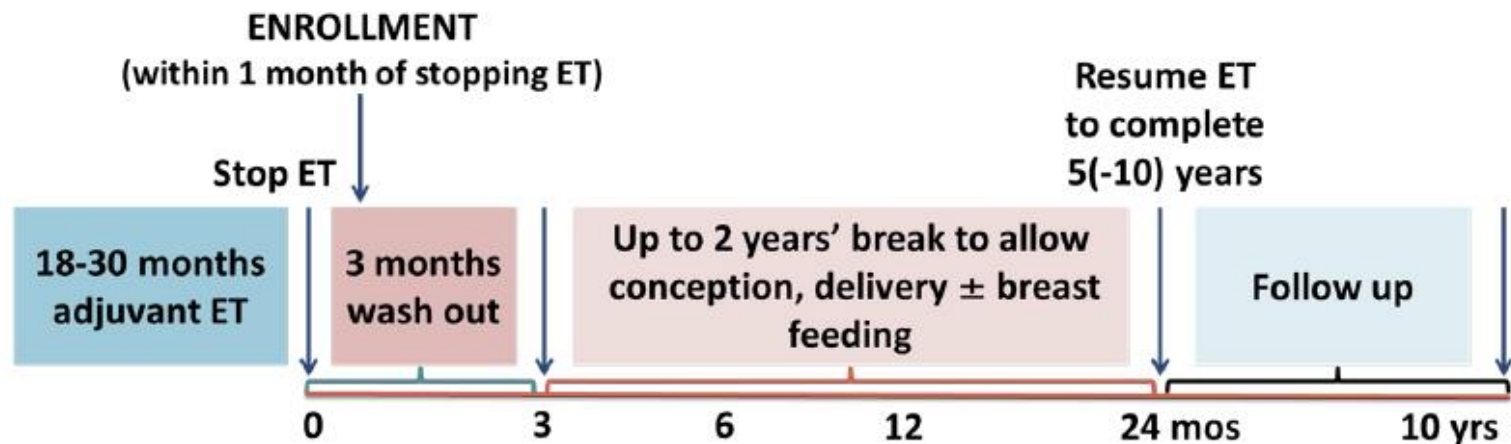 ENROLLMENT
(within 1 month of stopping ET)
Stop ET
Resume ET
to complete
5(-10) years
18-30 months
adjuvant ET
3 months
wash out
Up to 2 years’ break to allow
conception, delivery ± breast
feeding
Follow up
0 3 6 12 24 mos 10 yrs